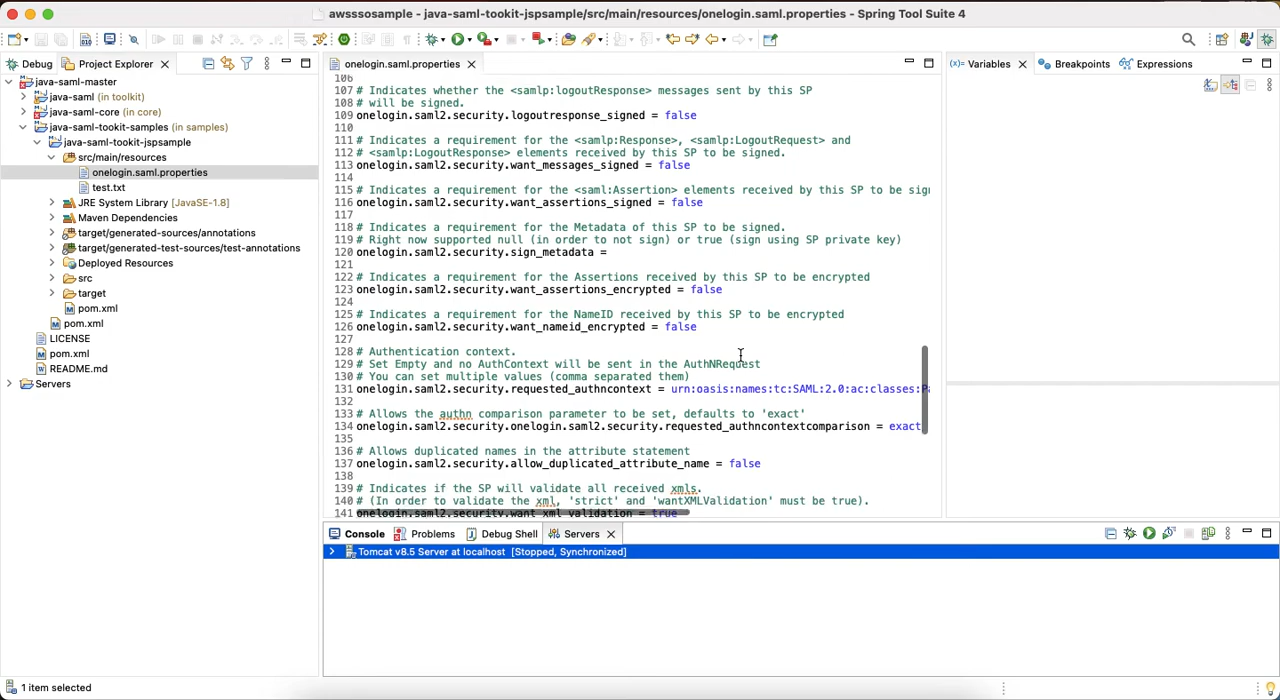 awsssosample - java-saml-tookit-jspsample/src/main/resources/onelogin.saml.properties - Spring Tool Suite 4
Debug
Project Explorer
java-saml-master
java-saml (in toolkit)
java-saml-core (in core)
java-saml-tookit-samples (in samples)
java-saml-tookit-jspsample
src/main/resources
onelogin.saml.properties
test.txt
JRE System Library [JavaSE-1.8]
Maven Dependencies
target/generated-sources/annotations
target/generated-test-sources/test-annotations
Deployed Resources
src
target
pom.xml
pom.xml
LICENSE
pom.xml
README.md
Servers
onelogin.saml.properties
106
107 # Indicates whether the <samlp:logoutResponse> messages sent by this SP
108 # will be signed.
109 onelogin.saml2.security.logoutresponse_signed = false
110
111 # Indicates a requirement for the <samlp:Response>, <samlp:LogoutRequest> and
112 # <samlp:LogoutResponse> elements received by this SP to be signed.
113 onelogin.saml2.security.want_messages_signed = false
114
115 # Indicates a requirement for the <saml:Assertion> elements received by this SP to be sig
116 onelogin.saml2.security.want_assertions_signed = false
117
118 # Indicates a requirement for the Metadata of this SP to be signed.
119 # Right now supported null (in order to not sign) or true (sign using SP private key)
120 onelogin.saml2.security.sign_metadata =
121
122 # Indicates a requirement for the Assertions received by this SP to be encrypted
123 onelogin.saml2.security.want_assertions_encrypted = false
124
125 # Indicates a requirement for the NameID received by this SP to be encrypted
126 onelogin.saml2.security.want_nameid_encrypted = false
127
128 # Authentication context.
129 # Set Empty and no AuthContext will be sent in the AuthNRequest
130 # You can set multiple values (comma separated them)
131 onelogin.saml2.security.requested_authncontext = urn:oasis:names:tc:SAML:2.0:ac:classes:P
132
133 # Allows the authn comparison parameter to be set, defaults to 'exact'
134 onelogin.saml2.security.onelogin.saml2.security.requested_authncontextcomparison = exact
135
136 # Allows duplicated names in the attribute statement
137 onelogin.saml2.security.allow_duplicated_attribute_name = false
138
139 # Indicates if the SP will validate all received xmls.
140 # (In order to validate the xml, 'strict' and 'wantXMLValidation' must be true).
141 onelogin.saml2.security.want_xml_validation = true
(x)= Variables
Breakpoints
Expressions
Console
Problems
Debug Shell
Servers
Tomcat v8.5 Server at localhost [Stopped, Synchronized]
1 item selected